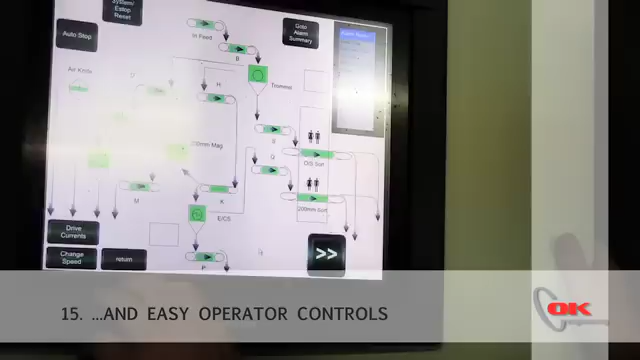 System/
Estop
Reset
Auto Stop
In Feed
Goto
Alarm
Summary
B
Air Knife
H
Trommel
S
Mag
Q
O/S Sort
M
K
200mm Sort
E/CS
Drive
Currents
Change
Speed
return
P
>>
15. ...AND EASY OPERATOR CONTROLS
OK